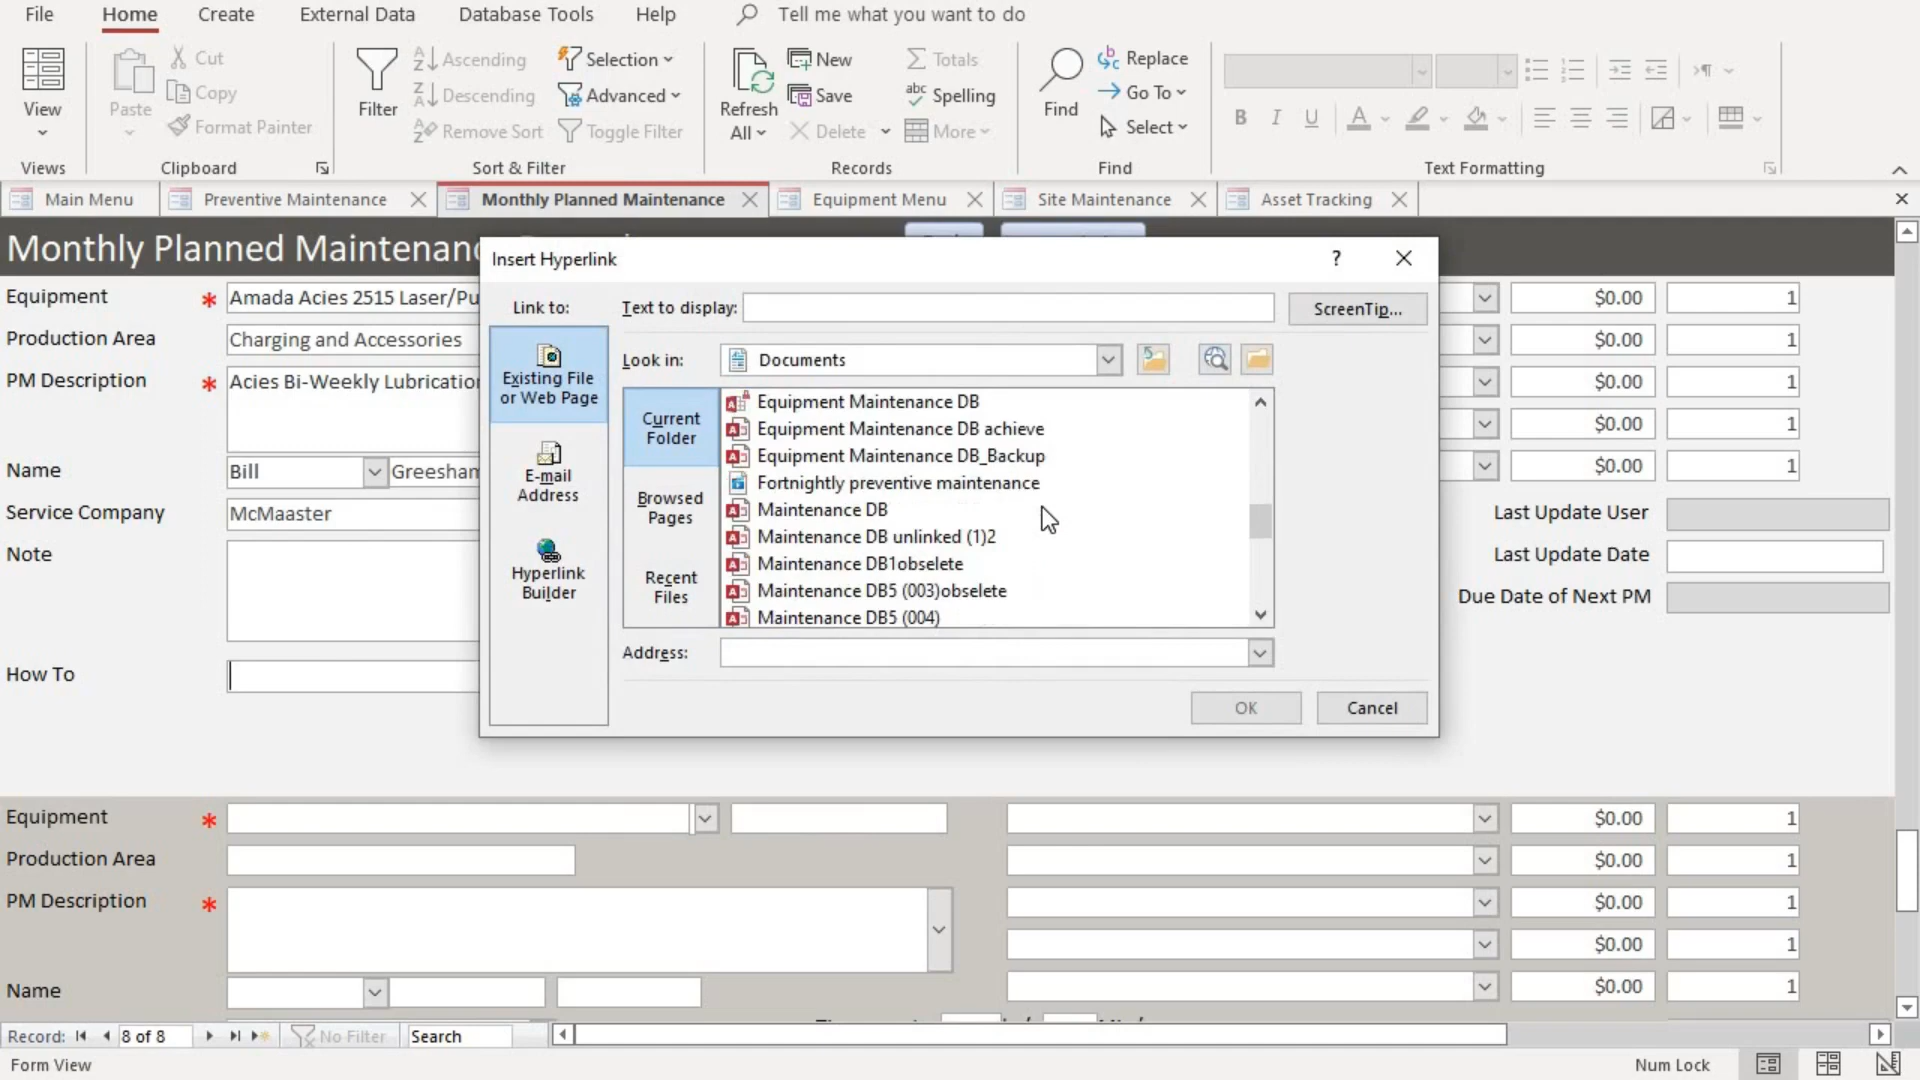 File Home Create External Data Database Tools Help Tell me what you want to do
View
Views
Paste
Cut
Copy
Format Painter
Clipboard
Filter
Ascending
Descending
Remove Sort
Selection
Advanced
Toggle Filter
Sort & Filter
Refresh
All
New
Save
Delete
Totals
Spelling
More
Records
Find
Replace
Go To
Select
Find
B I U A
Text Formatting
Main Menu Preventive Maintenance Monthly Planned Maintenance Equipment Menu Site Maintenance Asset Tracking
Monthly Planned Maintenanc
Equipment * Amada Acies 2515 Laser/Pu $0.00 1
Production Area Charging and Accessories $0.00 1
PM Description * Acies Bi-Weekly Lubrication $0.00 1
$0.00 1
Name Bill Greesham $0.00 1
Service Company McMaaster Last Update User
Note Last Update Date
Due Date of Next PM
How To
Insert Hyperlink ?
Link to:
Existing File
or Web Page
E-mail
Address
Hyperlink
Builder
Text to display: ScreenTip...
Look in: Documents
Current
Folder
Browsed
Pages
Recent
Files
Equipment Maintenance DB
Equipment Maintenance DB achieve
Equipment Maintenance DB_Backup
Fortnightly preventive maintenance
Maintenance DB
Maintenance DB unlinked (1)2
Maintenance DB1obselete
Maintenance DB5 (003)obselete
Maintenance DB5 (004)
Address:
OK Cancel
Equipment * $0.00 1
Production Area $0.00 1
PM Description * $0.00 1
$0.00 1
Name $0.00 1
Record: 8 of 8 No Filter Search
Form View Num Lock